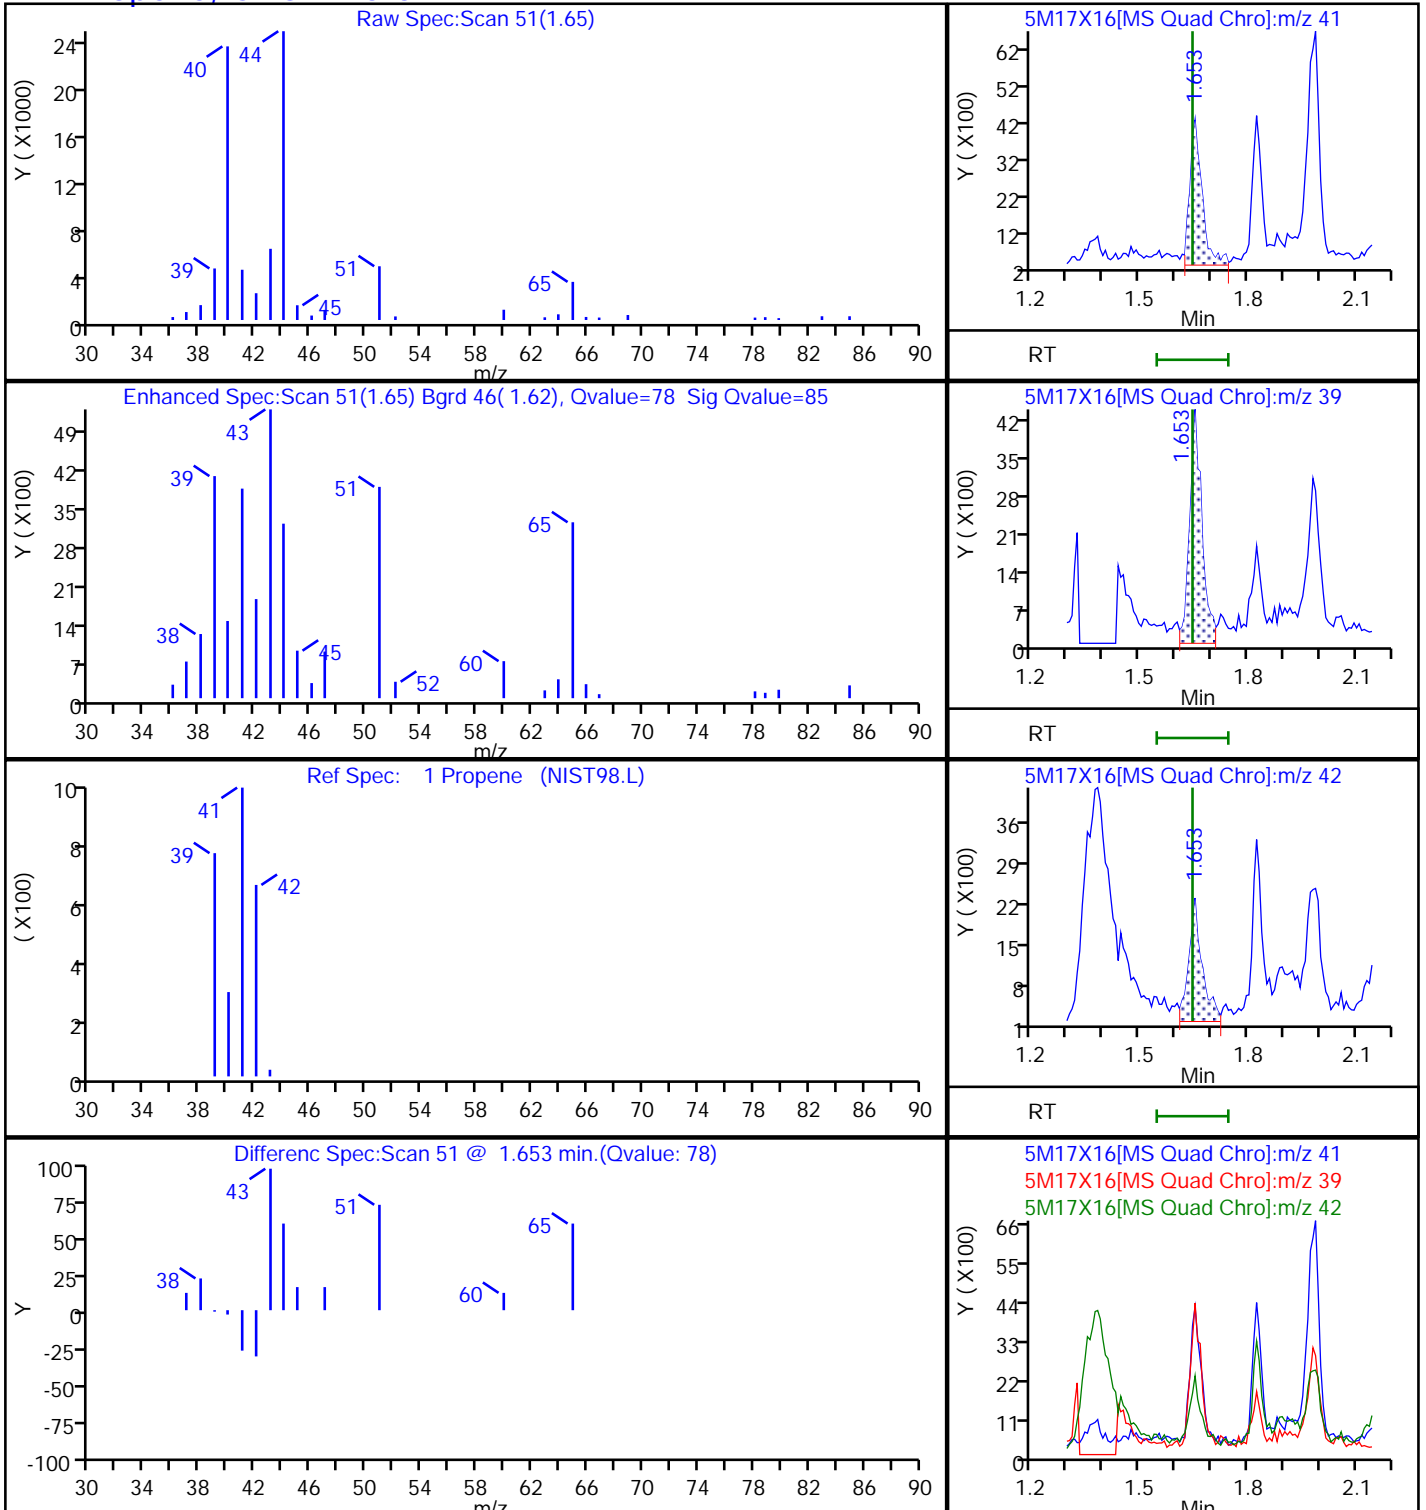 Raw Spec:Scan 51(1.65)
Y ( X1000)
24
20
16
12
8
4
0
40
44
39
45
51
65
30 34 38 42 46 50 54 58 62 66 70 74 78 82 86 90
m/z
5M17X16[MS Quad Chro]:m/z 41
Y ( X100)
62
52
42
32
22
12
2
1.653
1.2 1.5 1.8 2.1
Min
RT
Enhanced Spec:Scan 51(1.65) Bgrd 46( 1.62), Qvalue=78 Sig Qvalue=85
Y ( X100)
49
42
35
28
21
14
7
0
43
39
38
45
51
52
60
65
30 34 38 42 46 50 54 58 62 66 70 74 78 82 86 90
m/z
5M17X16[MS Quad Chro]:m/z 39
Y ( X100)
42
35
28
21
14
7
0
1.653
1.2 1.5 1.8 2.1
Min
RT
Ref Spec: 1 Propene (NIST98.L)
( X100)
10
8
6
4
2
0
41
39
42
30 34 38 42 46 50 54 58 62 66 70 74 78 82 86 90
5M17X16[MS Quad Chro]:m/z 42
Y ( X100)
36
29
22
15
8
1
1.653
1.2 1.5 1.8 2.1
Min
RT
Differenc Spec:Scan 51 @ 1.653 min.(Qvalue: 78)
Y
100
75
50
25
0
-25
-50
-75
-100
43
38
51
60
65
30 34 38 42 46 50 54 58 62 66 70 74 78 82 86 90
m/z
5M17X16[MS Quad Chro]:m/z 41
5M17X16[MS Quad Chro]:m/z 39
5M17X16[MS Quad Chro]:m/z 42
Y ( X100)
66
55
44
33
22
11
0
1.2 1.5 1.8 2.1
Min